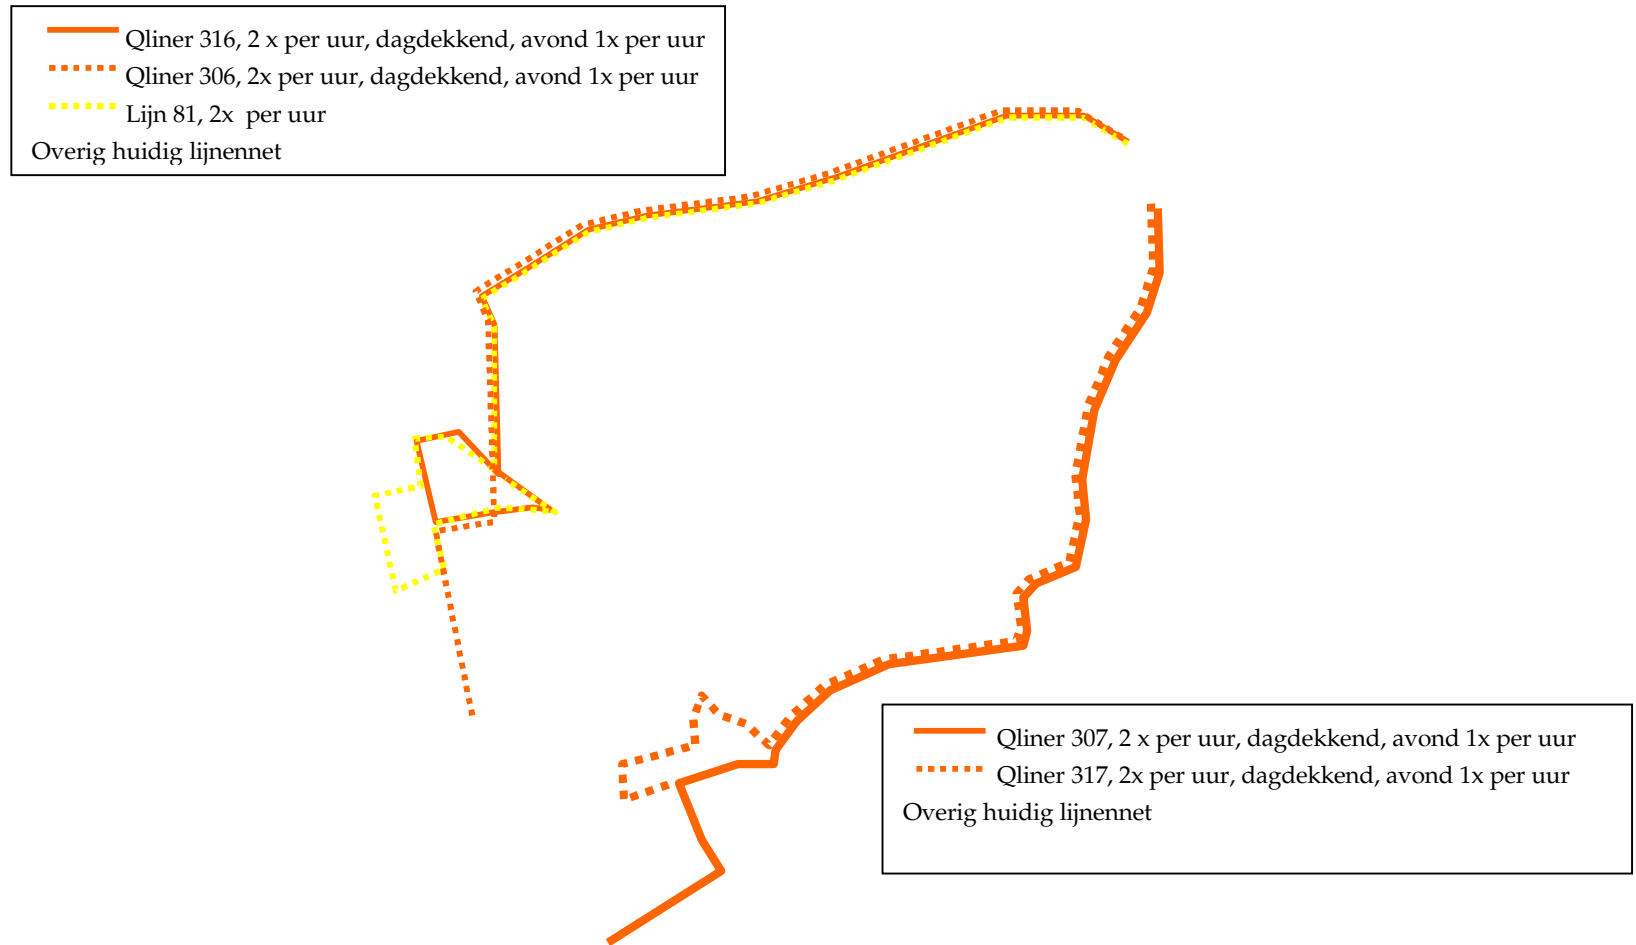 Qliner 316, 2 x per uur, dagdekkend, avond 1x per uur
Qliner 306, 2x per uur, dagdekkend, avond 1x per uur
Lijn 81, 2x  per uur
Overig huidig lijnennet
Qliner 307, 2 x per uur, dagdekkend, avond 1x per uur
Qliner 317, 2x per uur, dagdekkend, avond 1x per uur
Overig huidig lijnennet